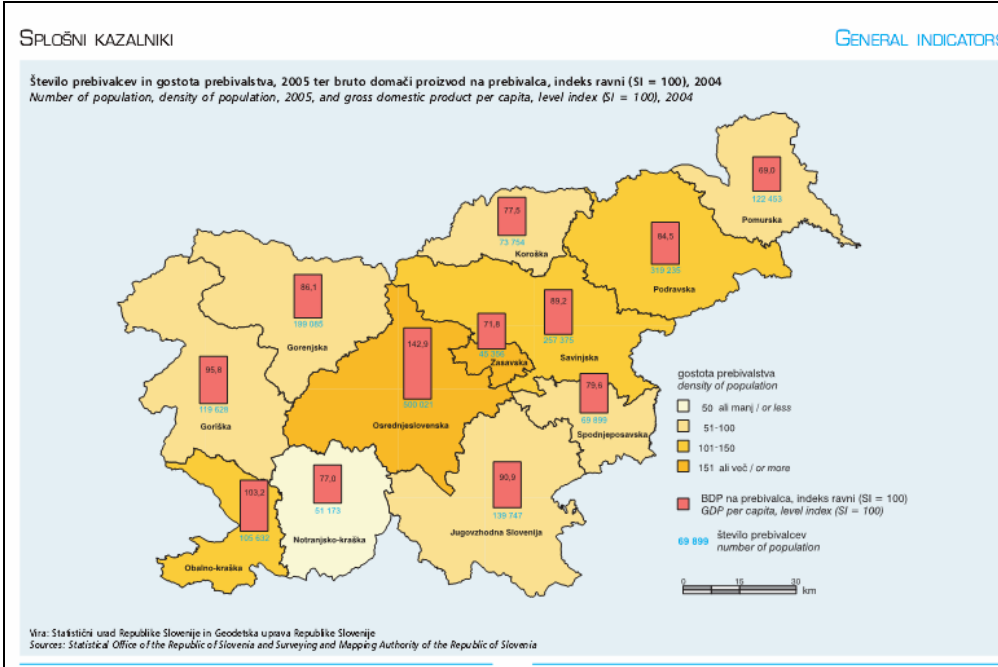 SPLOŠNI KAZALNIKI
GENERAL INDICATORS
Število prebivalcev in gostota prebivalstva, 2005 ter bruto domači proizvod na prebivalca, indeks ravni (SI = 100), 2004
Number of population, density of population, 2005, and gross domestic product per capita, level index (SI = 100), 2004
69,0
122 453
Pomurska
77,5
73 754
Koroška
84,5
319 235
Podravska
86,1
199 085
Gorenjska
89,2
257 375
Savinjska
71,8
45 356
Zasavska
142,9
500 021
Osrednjeslovenska
95,8
119 628
Goriška
79,6
69 899
Spodnjeposavska
90,9
139 747
Jugovzhodna Slovenija
77,0
51 173
Notranjsko-kraška
103,2
105 632
Obalno-kraška
gostota prebivalstva
density of population
50 ali manj / or less
51-100
101-150
151 ali več / or more
BDP na prebivalca, indeks ravni (SI = 100)
GDP per capita, level index (SI = 100)
69 899 število prebivalcev
number of population
0 15 30
km
Vira: Statistični urad Republike Slovenije in Geodetska uprava Republike Slovenije
Sources: Statistical Office of the Republic of Slovenia and Surveying and Mapping Authority of the Republic of Slovenia